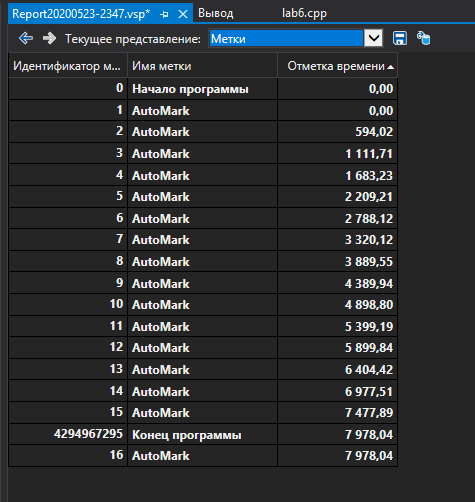 Report20200523-2347.vsp* Вывод lab6.cpp
Текущее представление: Метки
Идентификатор м... Имя метки Отметка времени
0 Начало программы 0,00
1 AutoMark 0,00
2 AutoMark 594,02
3 AutoMark 1 111,71
4 AutoMark 1 683,23
5 AutoMark 2 209,21
6 AutoMark 2 788,12
7 AutoMark 3 320,12
8 AutoMark 3 889,55
9 AutoMark 4 389,94
10 AutoMark 4 898,80
11 AutoMark 5 399,19
12 AutoMark 5 899,84
13 AutoMark 6 404,42
14 AutoMark 6 977,51
15 AutoMark 7 477,89
4294967295 Конец программы 7 978,04
16 AutoMark 7 978,04